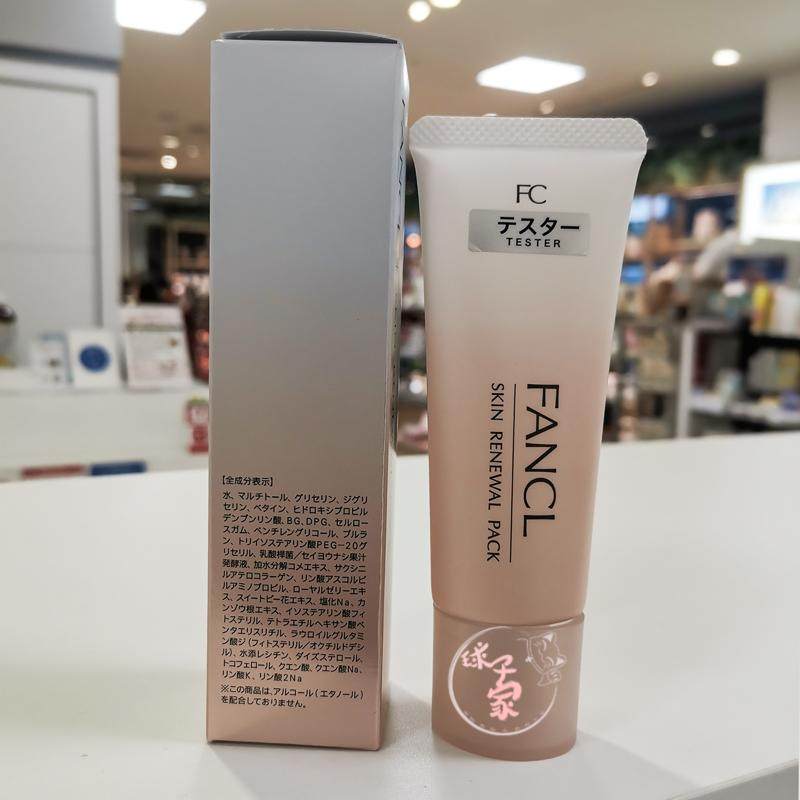 【全成分表示】
水、マルチトール、グリセリン、ジグリ
セリン、ベタイン、ヒドロキシプロピル
デンプンリン酸、BG、DPG、セルロー
スガム、ペンチレングリコール、プルラ
ン、トリイソステアリン酸PEG-20グ
リセリル、乳酸桿菌/セイヨウナシ果汁
発酵液、加水分解コメエキス、サクシニ
ルアテロコラーゲン、リン酸アスコルビ
ルアミノプロピル、ローヤルゼリーエキ
ス、スイートピー花エキス、塩化Na、カ
ンゾウ根エキス、イソステアリン酸フィ
トステリル、テトラエチルヘキサン酸ペ
ンタエリスリチル、ラウロイルグルタミ
ン酸ジ(フィトステリル/オクチルドデシ
ル)、水添レシチン、ダイズステロール、
トコフェロール、クエン酸、クエン酸Na、
リン酸K、リン酸2Na
※この商品は、アルコール(エタノール)
を配合しておりません。
FC
テスター
TESTER
FANCL
SKIN RENEWAL PACK
球子家